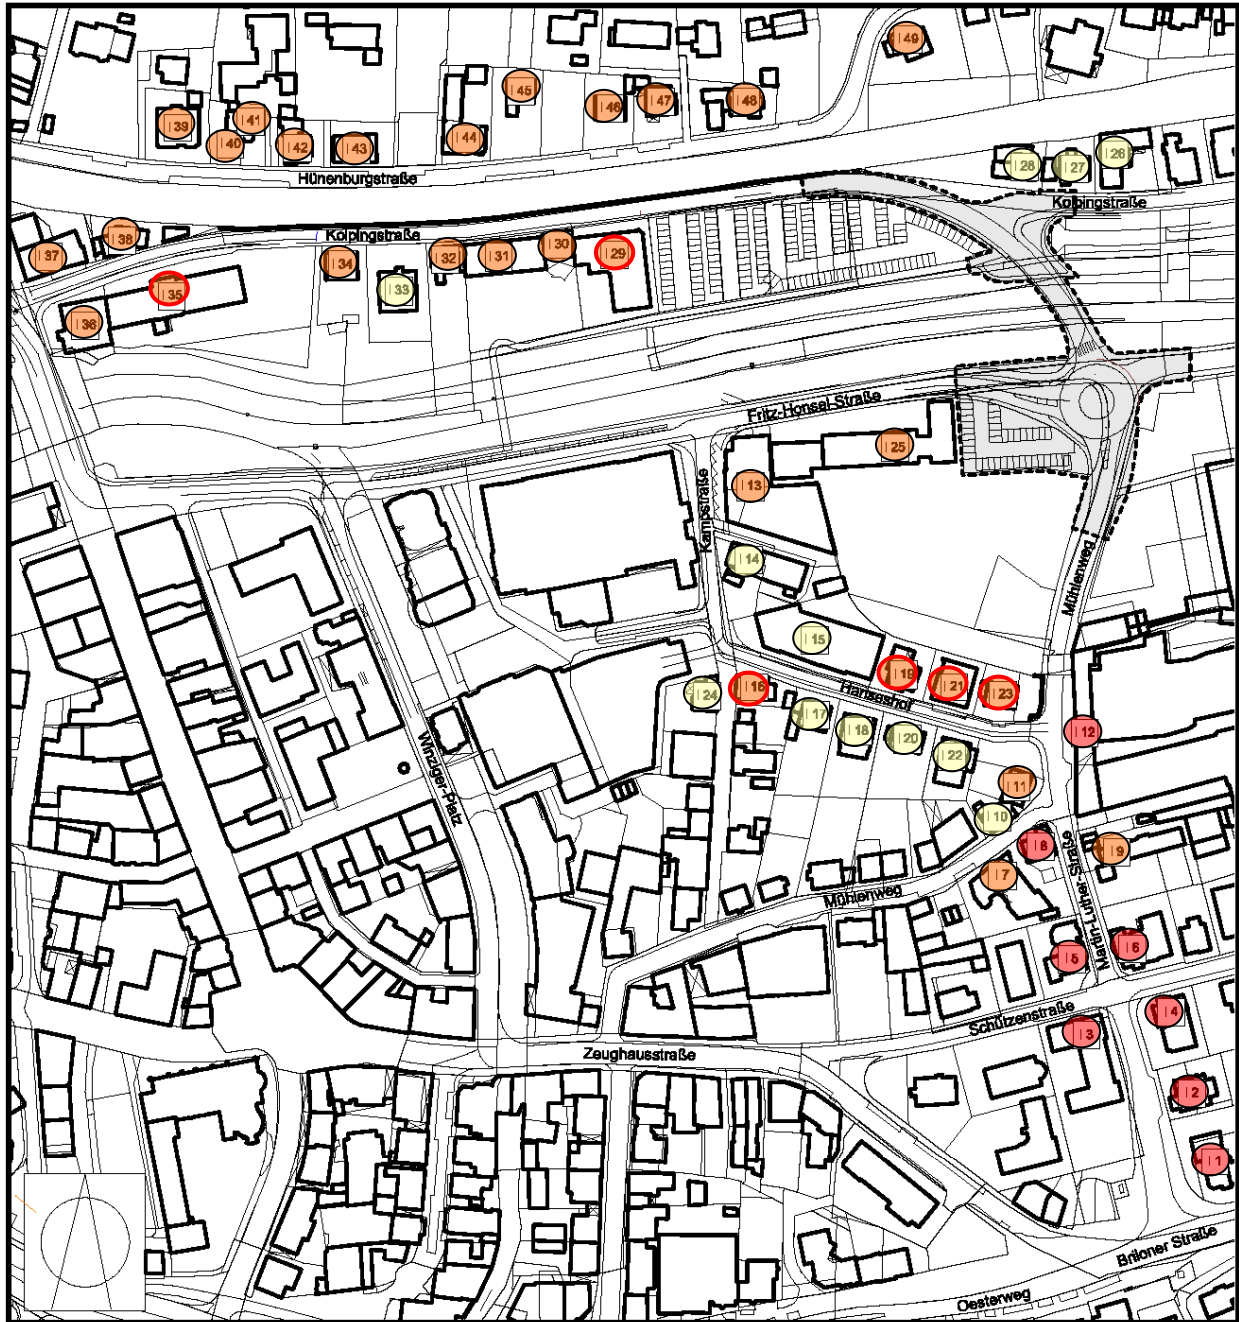 I 49
I 45
I 46
I 47
I 48
I 39
I 41
I 40
I 42
I 43
I 44
Hünenburgstraße
I 28
I 27
I 26
Kolpingstraße
I 37
I 38
Kolpingstraße
I 34
I 33
I 32
I 31
I 30
I 29
I 35
I 36
Fritz-Honsel-Straße
I 25
I 13
Kampstraße
I 14
Mühlenweg
I 15
I 19
I 21
I 23
Hanseshof
I 24
I 16
I 17
I 18
I 20
I 22
I 12
I 11
I 10
Winziger-Platz
I 8
I 9
I 7
Martin-Luther-Straße
Mühlenweg
I 5
I 6
I 4
I 3
Schützenstraße
Zeughausstraße
I 2
I 1
Briloner Straße
Oesterweg